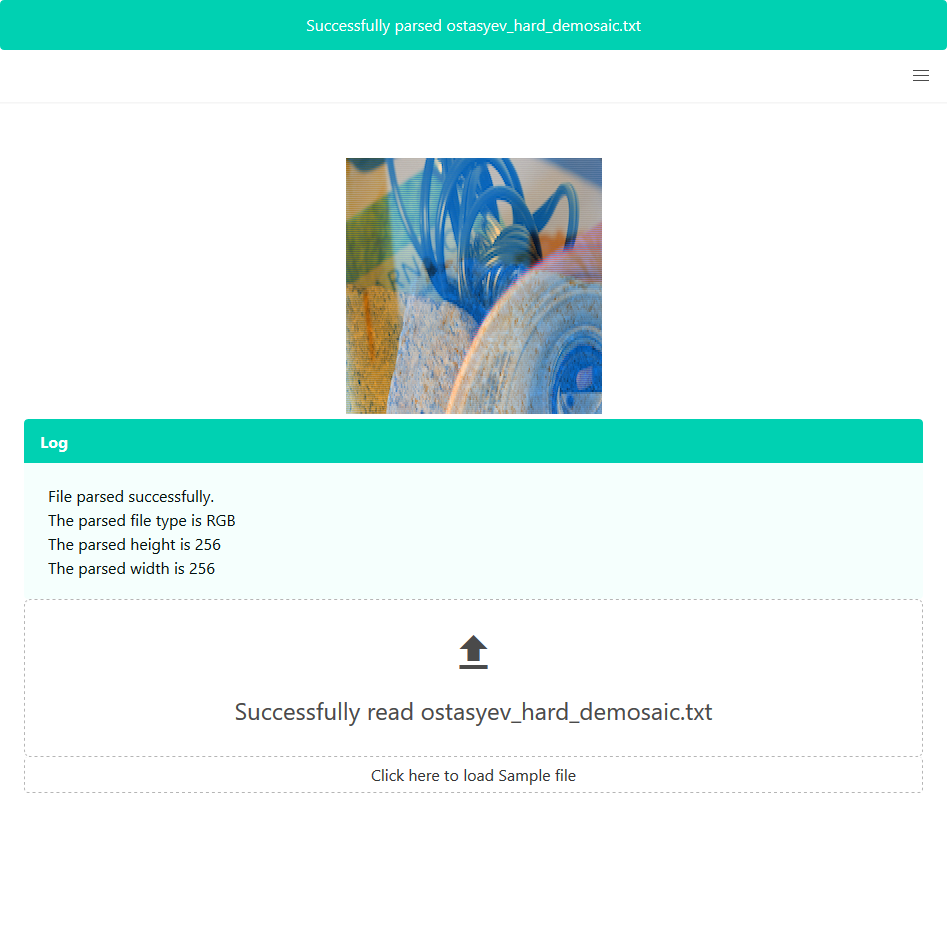 Successfully parsed ostasyev_hard_demosaic.txt
Log
File parsed successfully.
The parsed file type is RGB
The parsed height is 256
The parsed width is 256
Successfully read ostasyev_hard_demosaic.txt
Click here to load Sample file